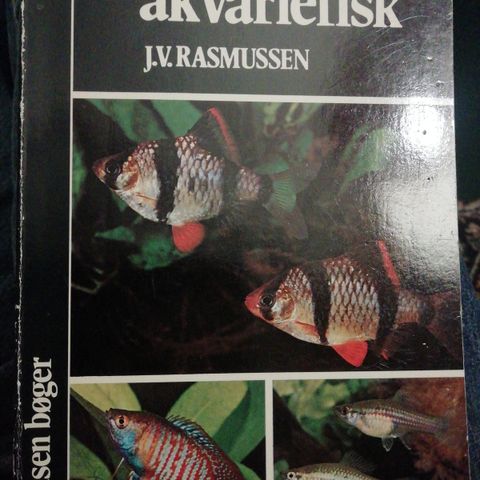 akvariefisk
J.V. RASMUSSEN
sen bøger